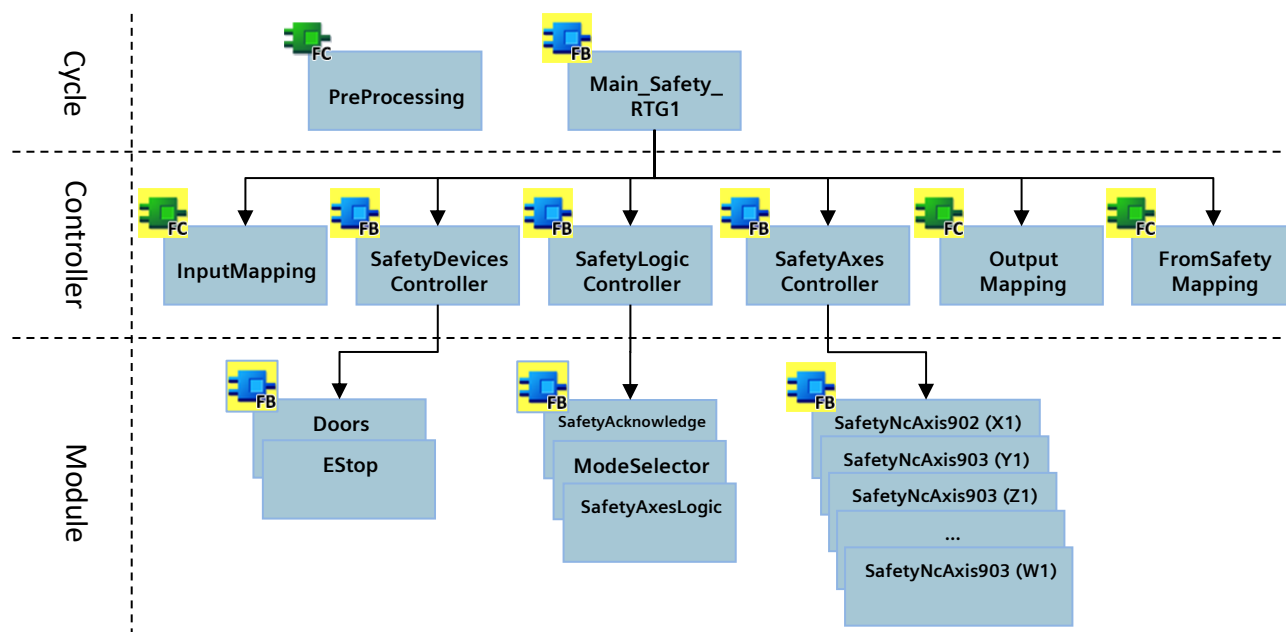 Cycle
FC
PreProcessing
FB
Main_Safety_
RTG1
Controller
FC
InputMapping
FB
SafetyDevices
Controller
FB
SafetyLogic
Controller
FB
SafetyAxes
Controller
FC
Output
Mapping
FC
FromSafety
Mapping
Module
FB
Doors
EStop
FB
SafetyAcknowledge
ModeSelector
SafetyAxesLogic
FB
SafetyNcAxis902 (X1)
SafetyNcAxis903 (Y1)
SafetyNcAxis903 (Z1)
...
SafetyNcAxis903 (W1)